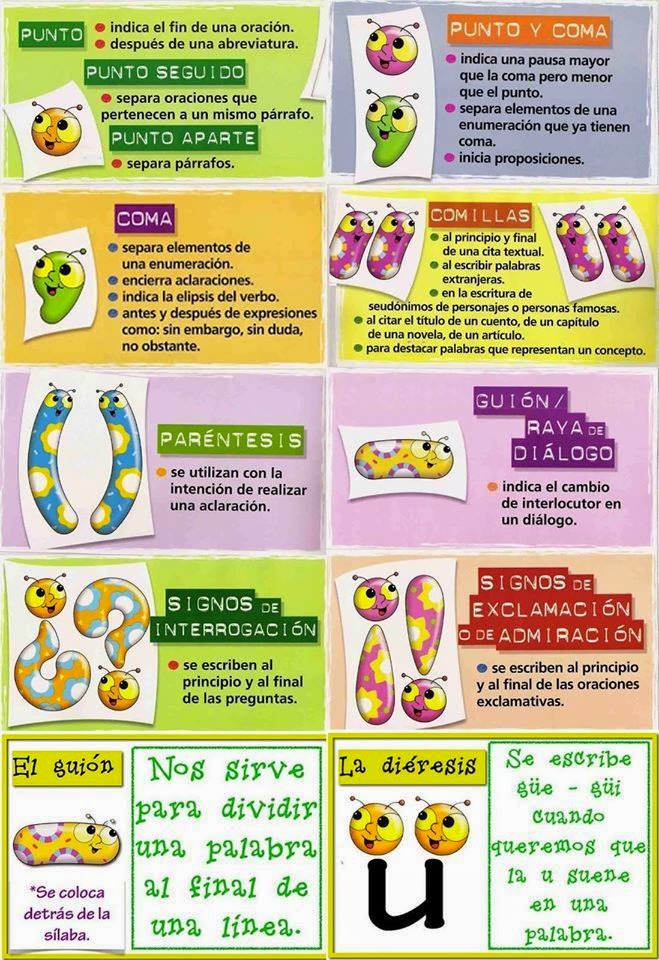 PUNTO
indica el fin de una oración.
después de una abreviatura.
PUNTO SEGUIDO
separa oraciones que
pertenecen a un mismo párrafo.
PUNTO APARTE
separa párrafos.
PUNTO Y COMA
indica una pausa mayor
que la coma pero menor
que el punto.
separa elementos de una
enumeración que ya tienen
coma.
inicia proposiciones.
COMA
separa elementos de
una enumeración.
encierra aclaraciones.
indica la elipsis del verbo.
antes y después de expresiones
como: sin embargo, sin duda,
no obstante.
COMILLAS
al principio y final
de una cita textual.
al escribir palabras
extranjeras.
en la escritura de
seudónimos de personajes o personas famosas.
al citar el título de un cuento, de un capítulo
de una novela, de un artículo.
para destacar palabras que representan un concepto.
PARÉNTESIS
se utilizan con la
intención de realizar
una aclaración.
GUIÓN/
RAYA DE
DIÁLOGO
indica el cambio
de interlocutor en
un diálogo.
SIGNOS DE
INTERROGACIÓN
se escriben al
principio y al final
de las preguntas.
SIGNOS DE
EXCLAMACIÓN
O DE ADMIRACIÓN
se escriben al principio
y al final de las oraciones
exclamativas.
El guión
*Se coloca
detrás de la
sílaba.
Nos sirve
para dividir
una palabra
al final de
una línea.
La diéresis
ü
Se escribe
güe - güi
cuando
queremos que
la u suene
en una
palabra.